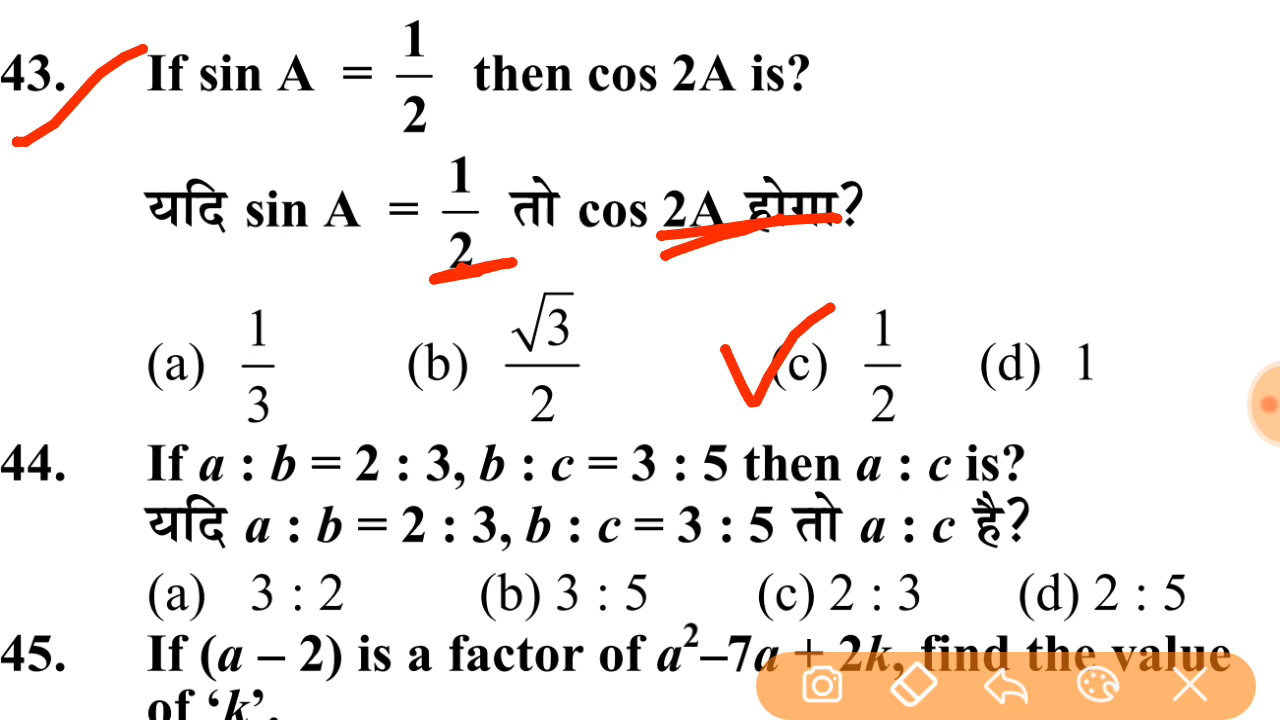 43. If sin A = 1/2 then cos 2A is?
यदि sin A = 1/2 तो cos 2A होगा?
(a) 1/3 (b) √3/2 (c) 1/2 (d) 1
44. If a : b = 2 : 3, b : c = 3 : 5 then a : c is?
यदि a : b = 2 : 3, b : c = 3 : 5 तो a : c है?
(a) 3 : 2 (b) 3 : 5 (c) 2 : 3 (d) 2 : 5
45. If (a – 2) is a factor of a²–7a + 2k, find the value
of ‘k’.